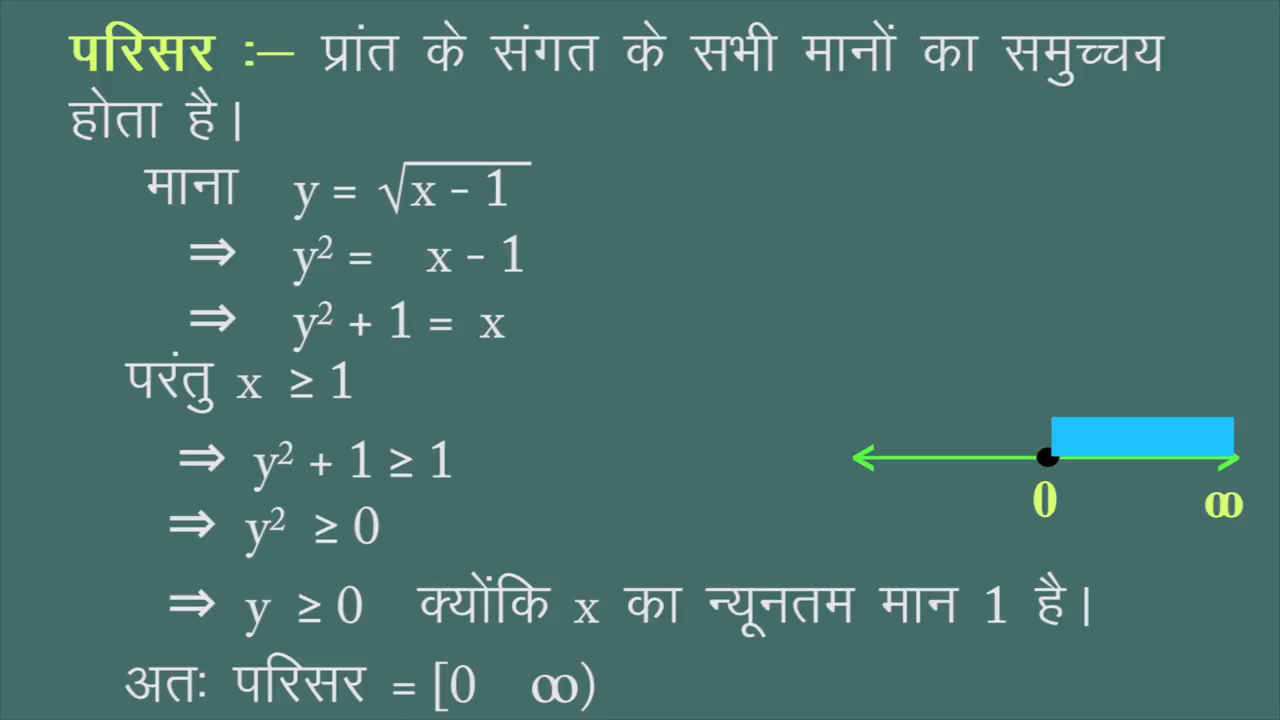 परिसर :– प्रांत के संगत के सभी मानों का समुच्चय
होता है।
माना y = √(x - 1)
⇒ y² = x - 1
⇒ y² + 1 = x
परंतु x ≥ 1
⇒ y² + 1 ≥ 1
⇒ y² ≥ 0
0 ∞
⇒ y ≥ 0 क्योंकि x का न्यूनतम मान 1 है।
अतः परिसर = [0 ∞)